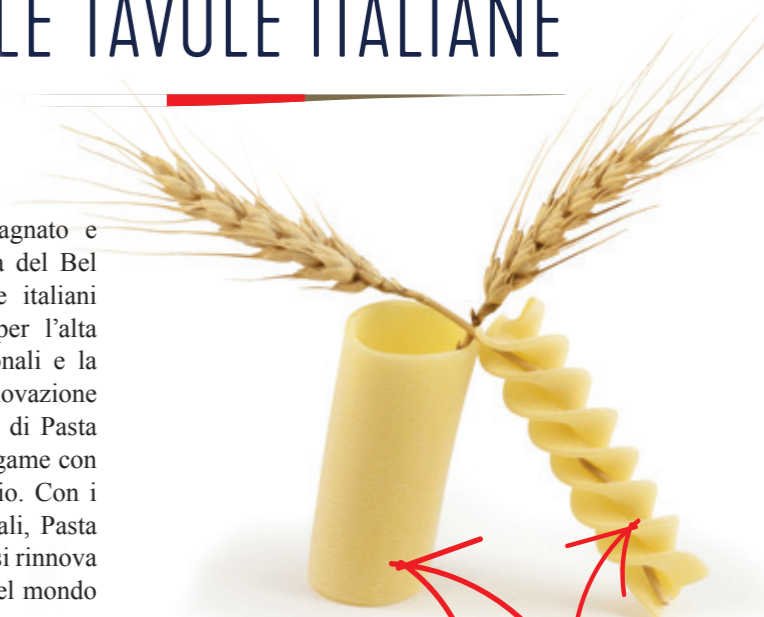 LE TAVOLE ITALIANE
agnato e
a del Bel
e italiani
per l’alta
nali e la
ovazione
di Pasta
game con
io. Con i
ali, Pasta
si rinnova
el mondo